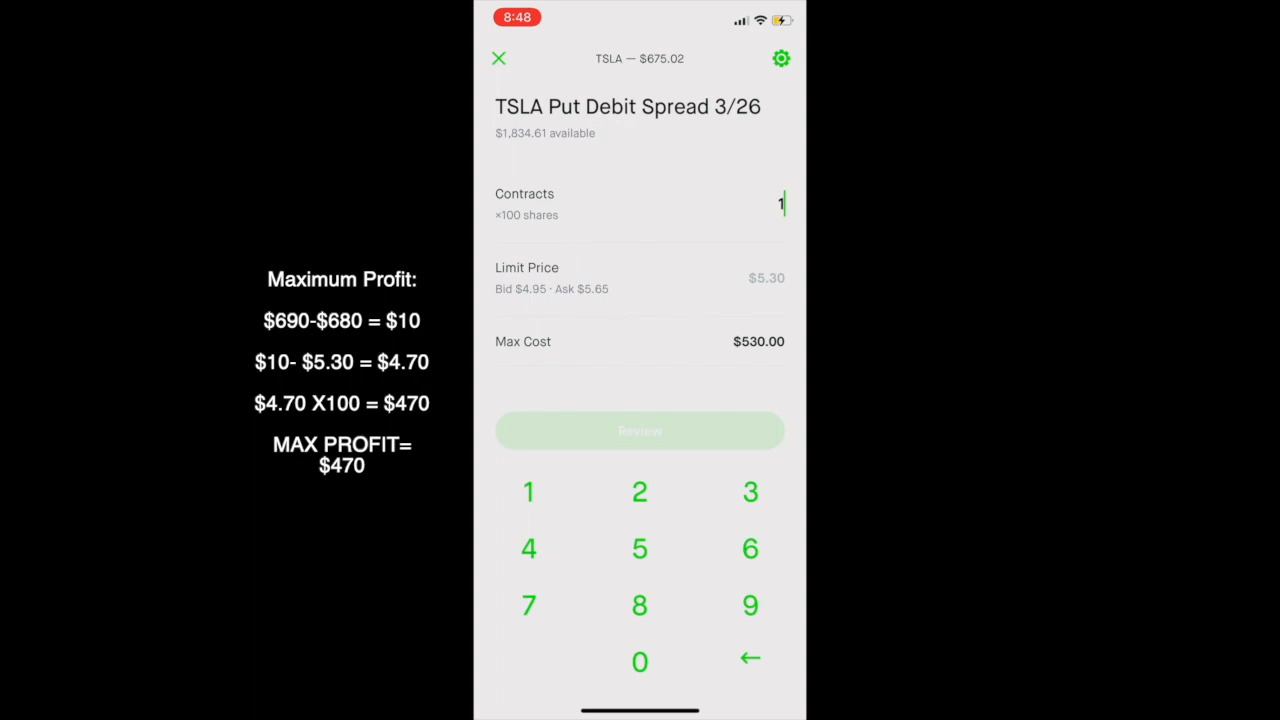 8:48
TSLA — $675.02
TSLA Put Debit Spread 3/26
$1,834.61 available
Contracts
×100 shares
1
Limit Price
Bid $4.95 · Ask $5.65
$5.30
Max Cost
$530.00
Review
1 2 3
4 5 6
7 8 9
0
Maximum Profit:
$690-$680 = $10
$10- $5.30 = $4.70
$4.70 X100 = $470
MAX PROFIT=
$470